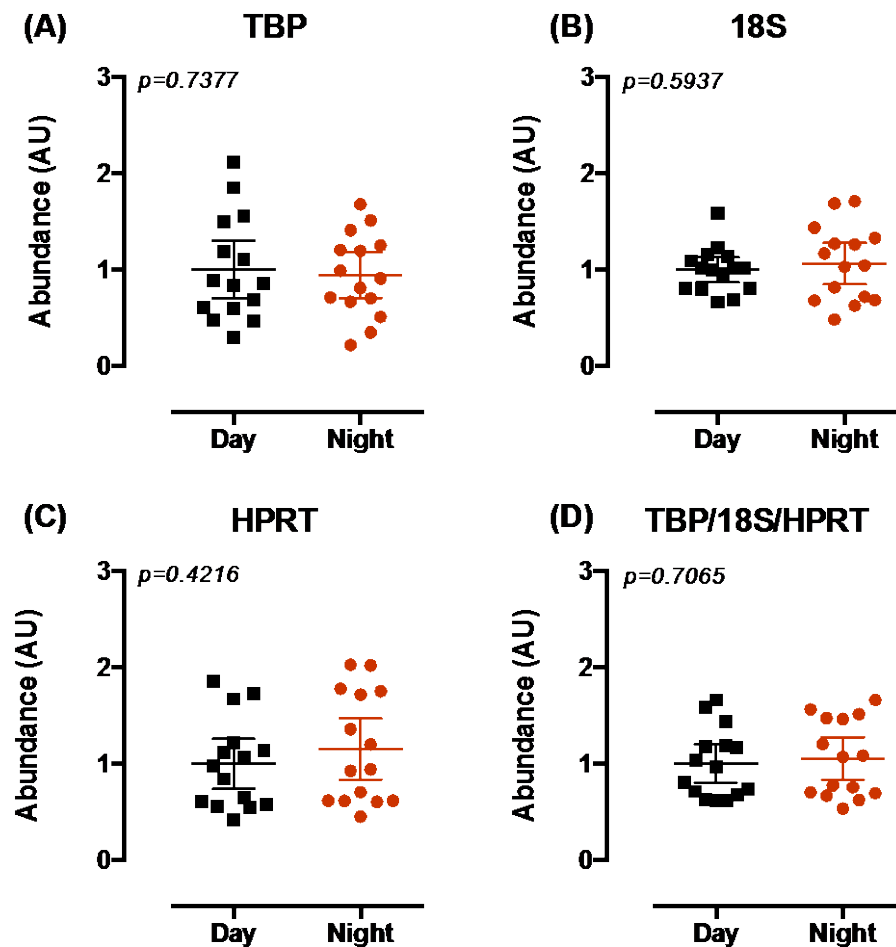 (A) TBP
p=0.7377
Abundance (AU)
3
2
1
0
Day Night
(B) 18S
p=0.5937
Abundance (AU)
3
2
1
0
Day Night
(C) HPRT
p=0.4216
Abundance (AU)
3
2
1
0
Day Night
(D) TBP/18S/HPRT
p=0.7065
Abundance (AU)
3
2
1
0
Day Night